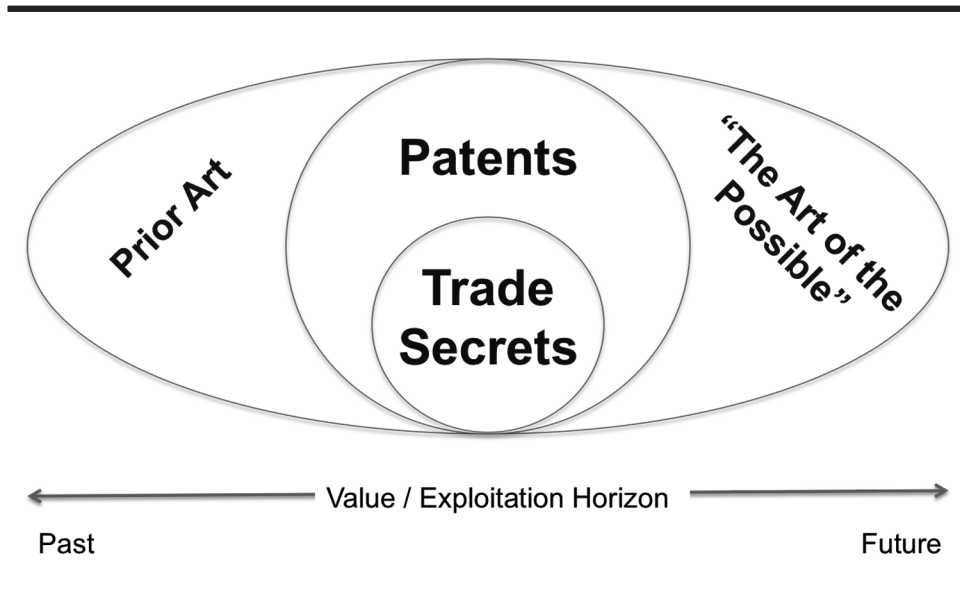 Patents
Prior Art
“The Art of the
Possible”
Trade
Secrets
Value / Exploitation Horizon
Past
Future